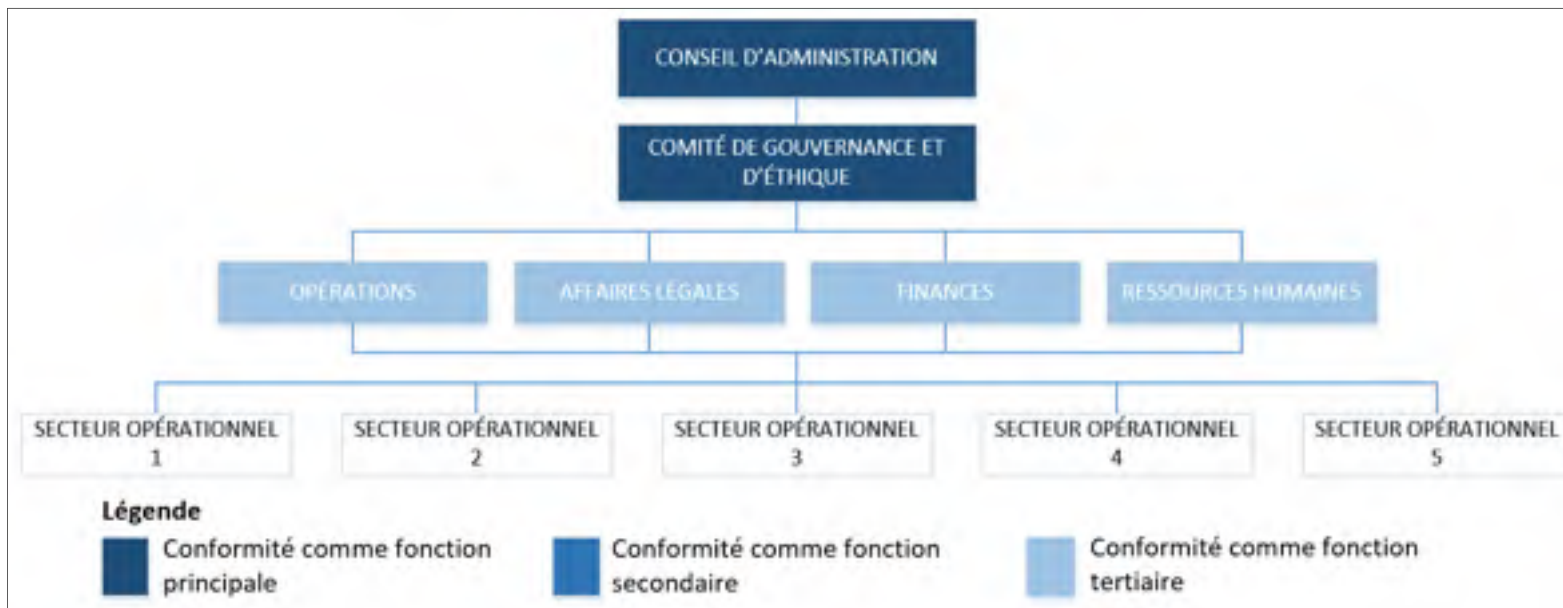 CONSEIL D'ADMINISTRATION
COMITÉ DE GOUVERNANCE ET
D'ÉTHIQUE
OPÉRATIONS
AFFAIRES LÉGALES
FINANCES
RESSOURCES HUMAINES
SECTEUR OPÉRATIONNEL
1
SECTEUR OPÉRATIONNEL
2
SECTEUR OPÉRATIONNEL
3
SECTEUR OPÉRATIONNEL
4
SECTEUR OPÉRATIONNEL
5
Légende
Conformité comme fonction
principale
Conformité comme fonction
secondaire
Conformité comme fonction
tertiaire